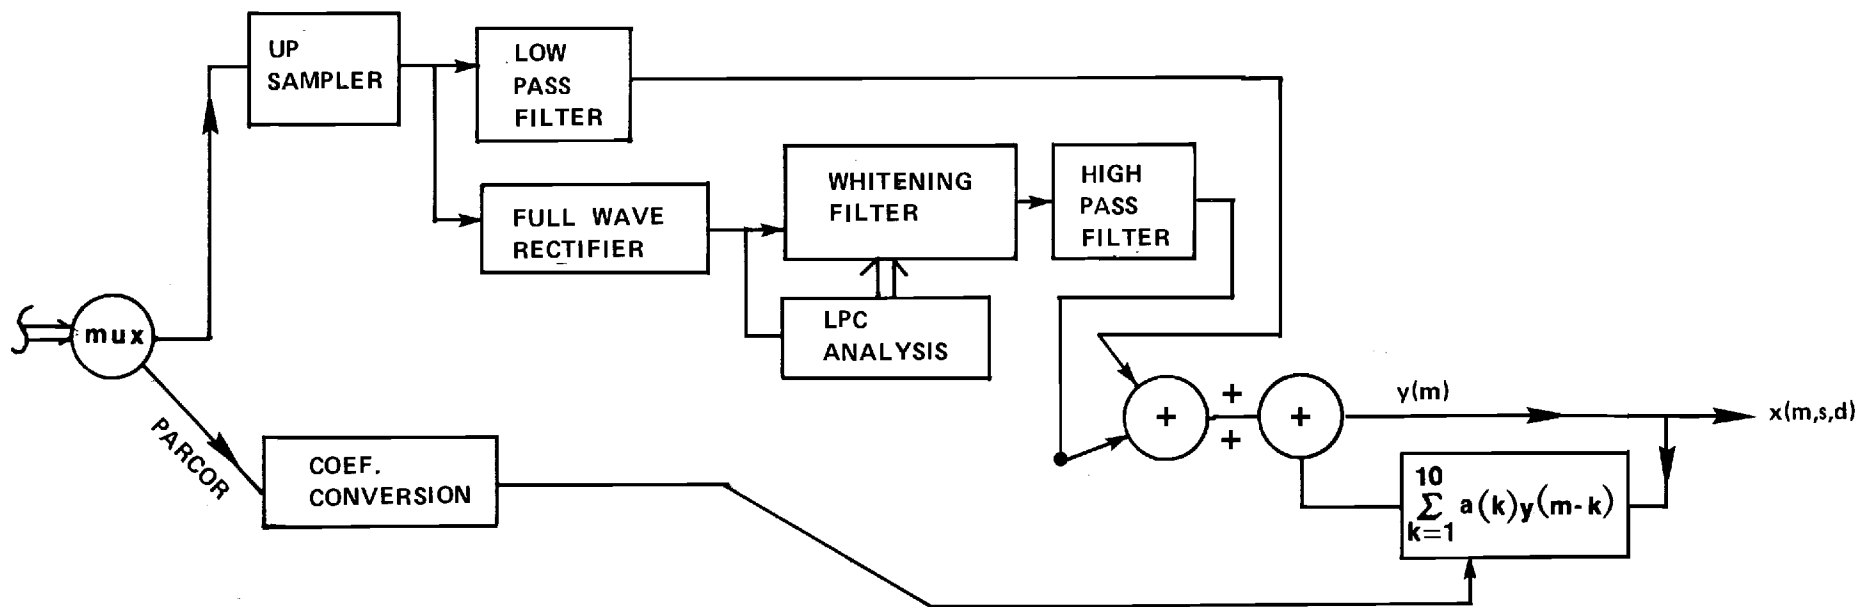 UP
SAMPLER
LOW
PASS
FILTER
WHITENING
FILTER
HIGH
PASS
FILTER
FULL WAVE
RECTIFIER
LPC
ANALYSIS
mux
PARCOR
COEF.
CONVERSION
+
+
+
+
y(m)
x(m,s,d)
10
Σ a(k)y(m-k)
k=1